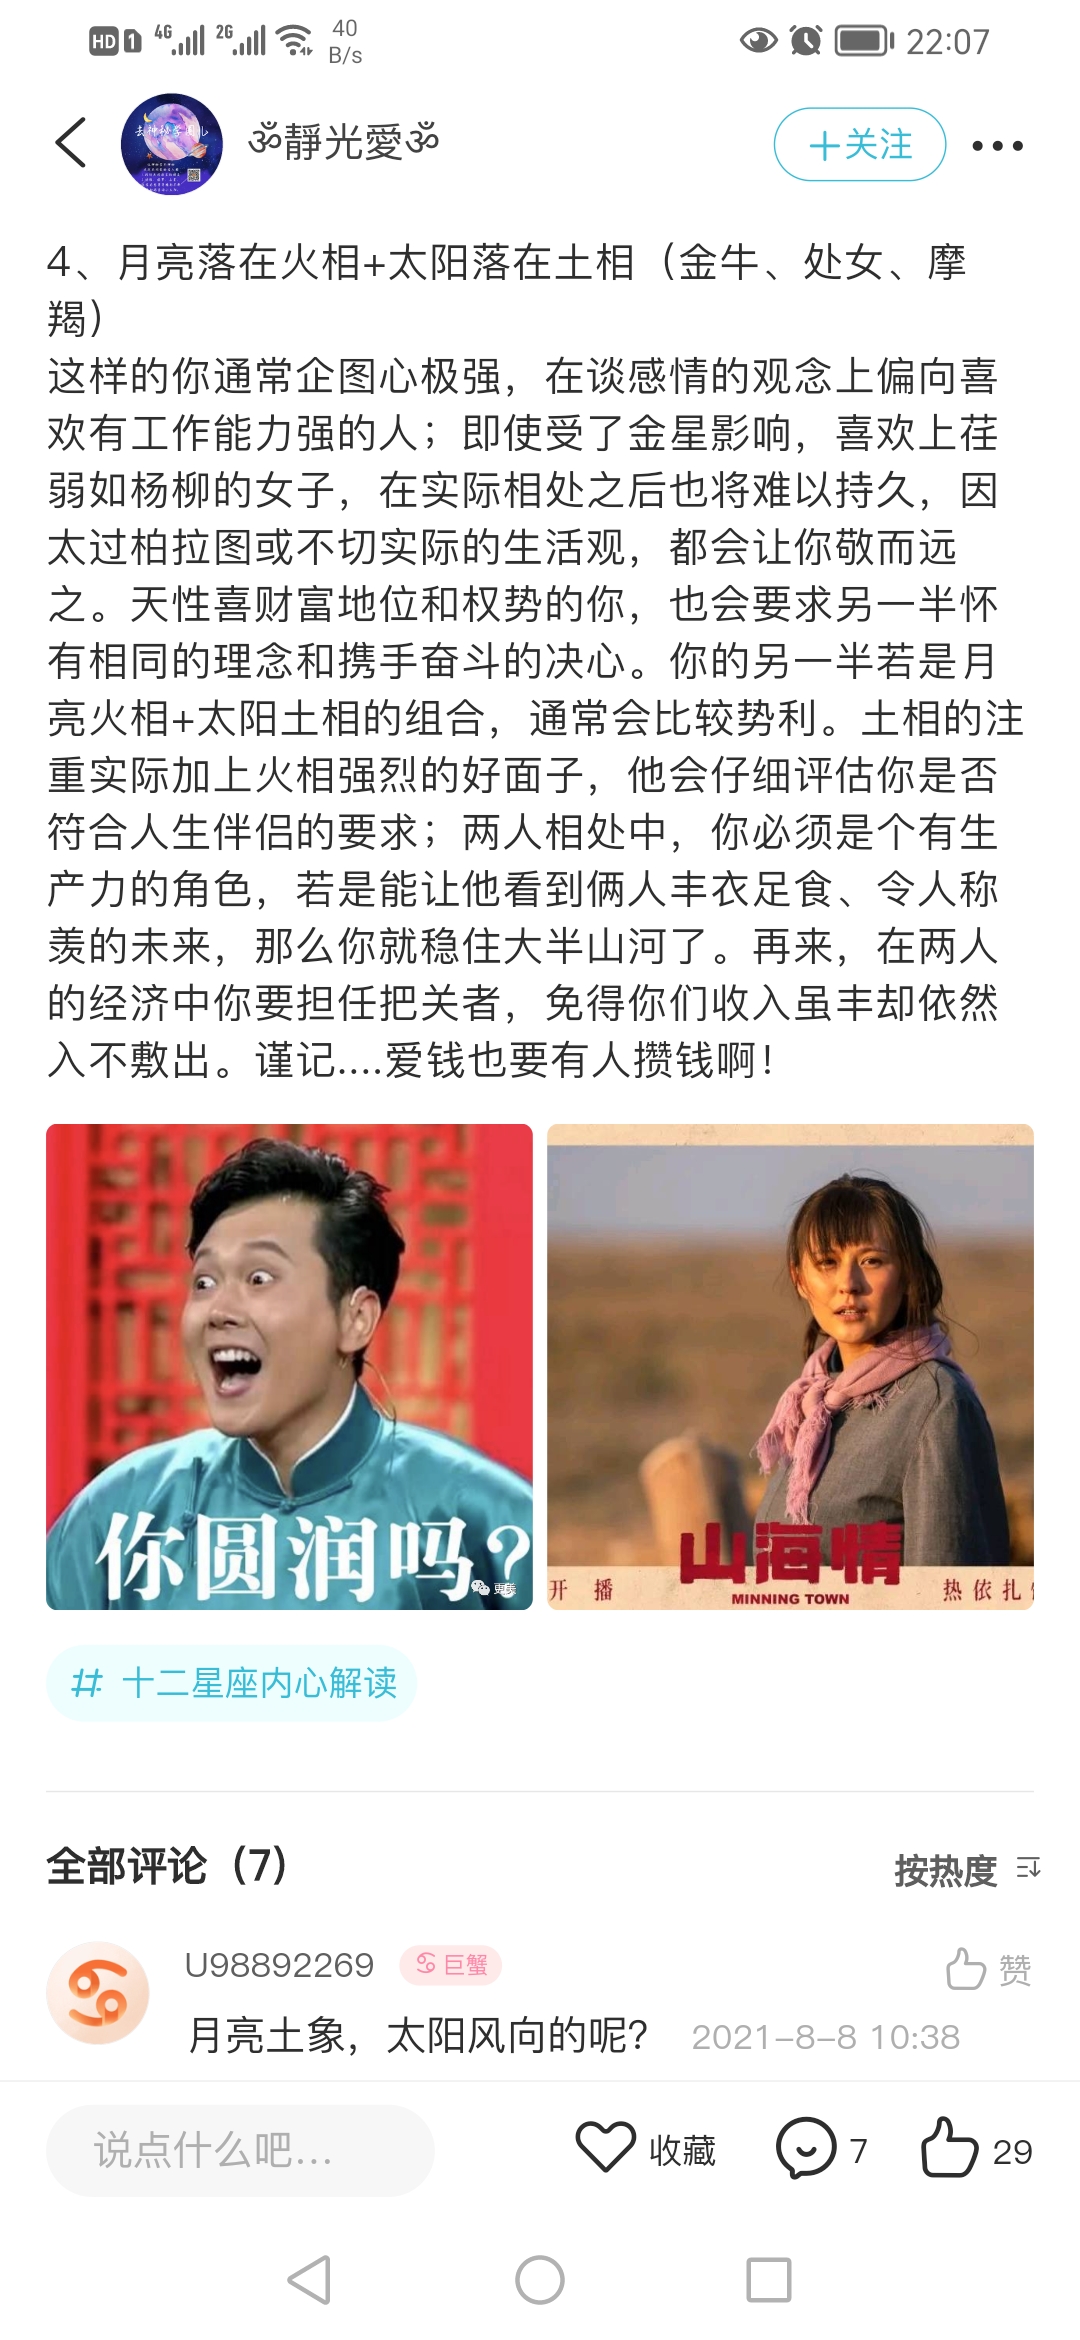 HD 1 4G 2G 40 B/s 22:07
ॐ靜光愛ॐ
+关注
4、月亮落在火相+太阳落在土相（金牛、处女、摩
羯）
这样的你通常企图心极强，在谈感情的观念上偏向喜
欢有工作能力强的人；即使受了金星影响，喜欢上荏
弱如杨柳的女子，在实际相处之后也将难以持久，因
太过柏拉图或不切实际的生活观，都会让你敬而远
之。天性喜财富地位和权势的你，也会要求另一半怀
有相同的理念和携手奋斗的决心。你的另一半若是月
亮火相+太阳土相的组合，通常会比较势利。土相的注
重实际加上火相强烈的好面子，他会仔细评估你是否
符合人生伴侣的要求；两人相处中，你必须是个有生
产力的角色，若是能让他看到俩人丰衣足食、令人称
羡的未来，那么你就稳住大半山河了。再来，在两人
的经济中你要担任把关者，免得你们收入虽丰却依然
入不敷出。谨记....爱钱也要有人攒钱啊！
你圆润吗？
山海情
开 播
MINNING TOWN
热依扎
# 十二星座内心解读
全部评论（7）
按热度
U98892269
巨蟹
赞
月亮土象，太阳风向的呢？
2021-8-8 10:38
说点什么吧...
收藏
7
29